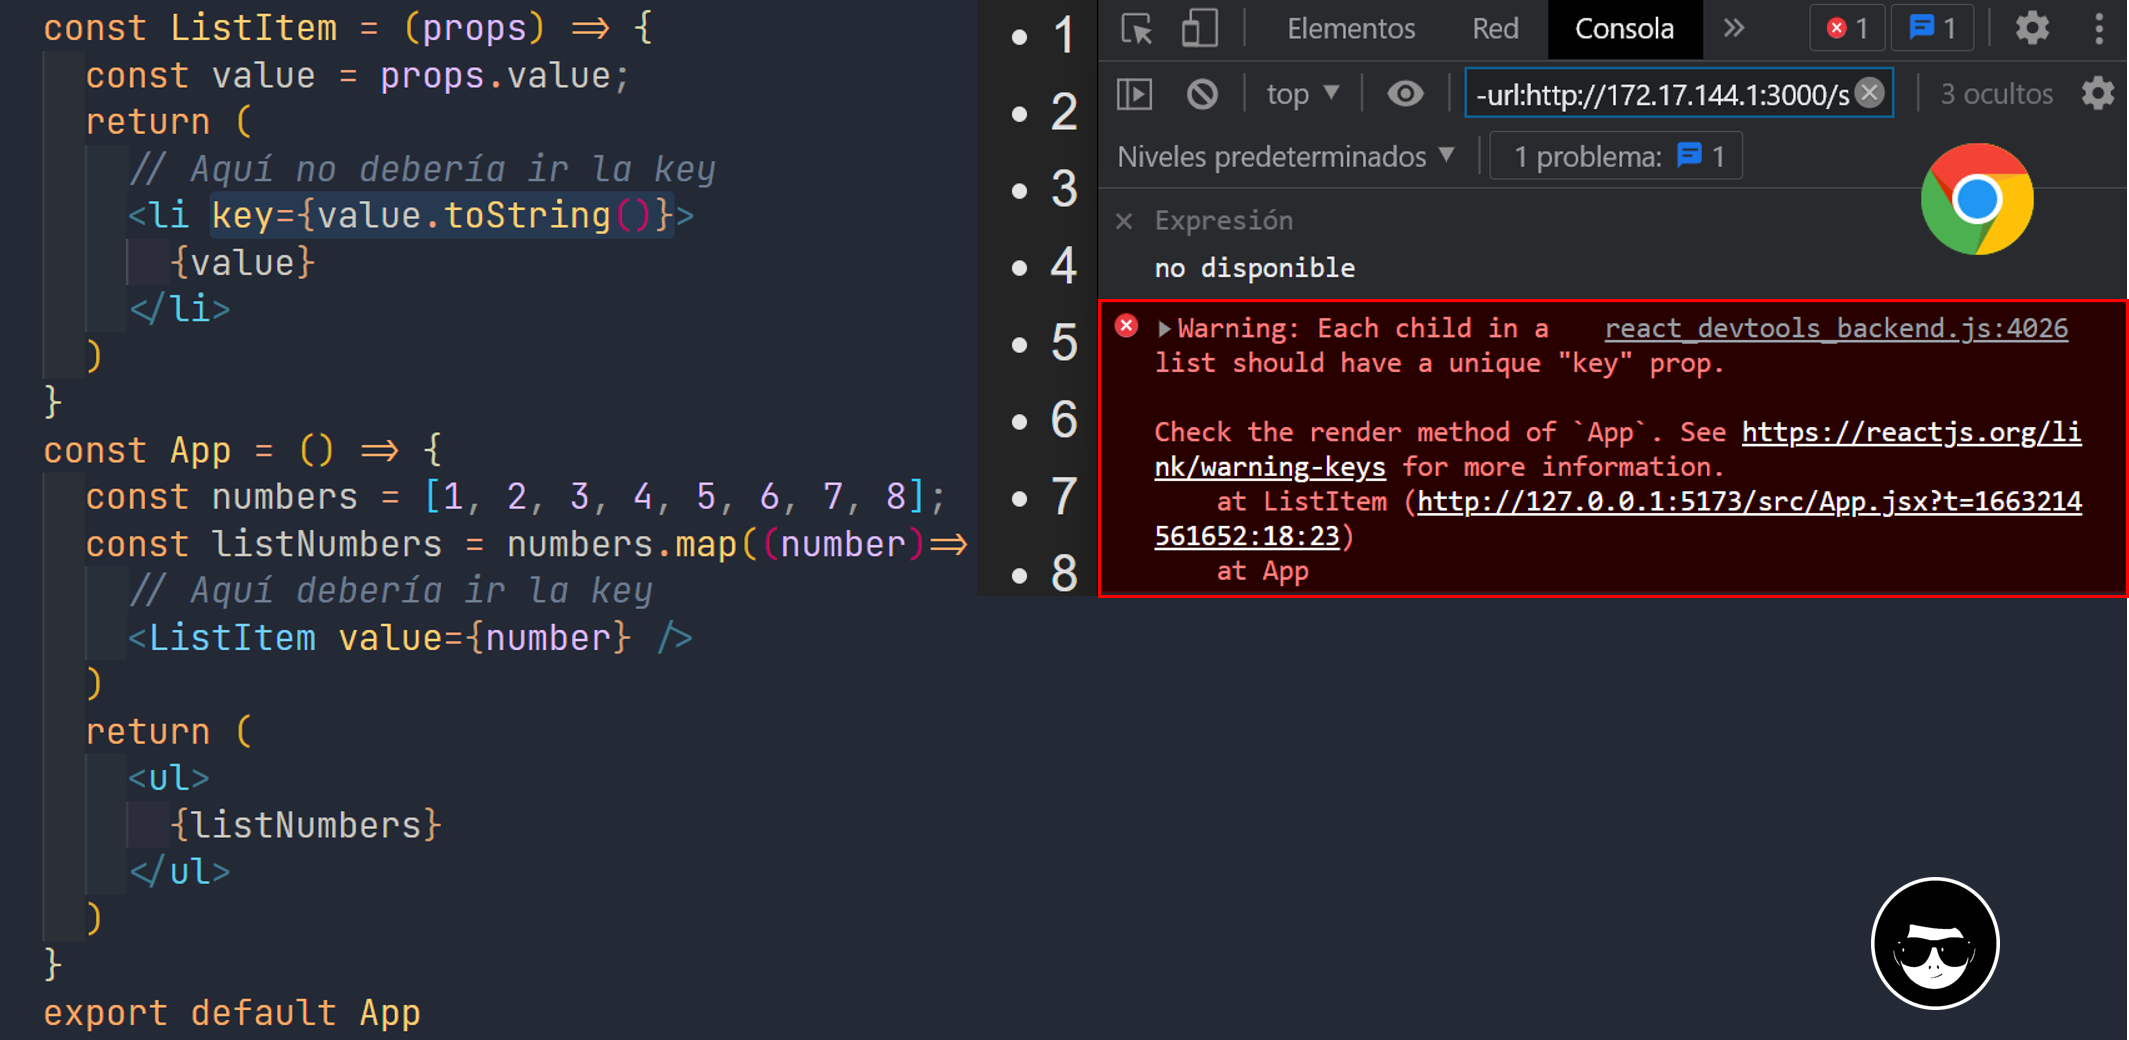 const ListItem = (props) => {
const value = props.value;
return (
// Aquí no debería ir la key
<li key={value.toString()}>
{value}
</li>
)
}
const App = () => {
const numbers = [1, 2, 3, 4, 5, 6, 7, 8];
const listNumbers = numbers.map((number)=>
// Aquí debería ir la key
<ListItem value={number} />
)
return (
<ul>
{listNumbers}
</ul>
)
}
export default App
• 1
• 2
• 3
• 4
• 5
• 6
• 7
• 8
Elementos Red Consola » 1 1
top ▼ -url:http://172.17.144.1:3000/s 3 ocultos
Niveles predeterminados ▼ 1 problema: 1
× Expresión
no disponible
▶Warning: Each child in a react_devtools_backend.js:4026
list should have a unique "key" prop.
Check the render method of `App`. See https://reactjs.org/li
nk/warning-keys for more information.
at ListItem (http://127.0.0.1:5173/src/App.jsx?t=1663214
561652:18:23)
at App